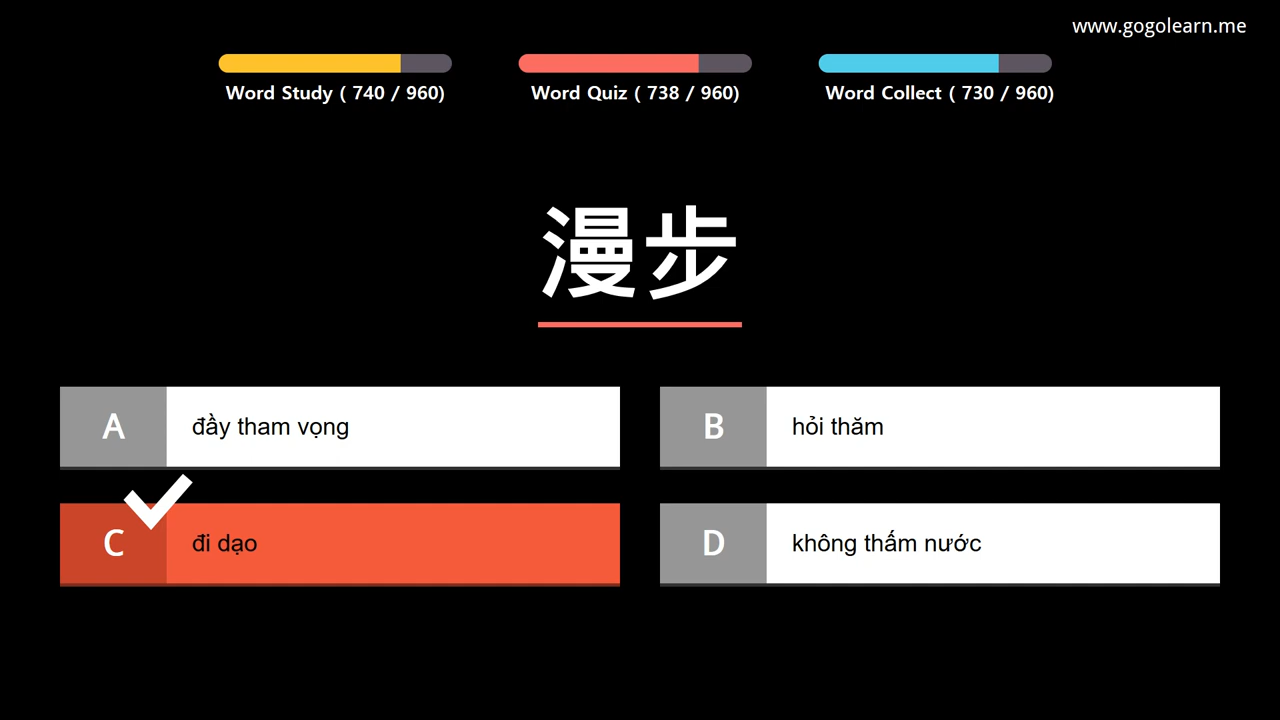 www.gogolearn.me
Word Study ( 740 / 960)
Word Quiz ( 738 / 960)
Word Collect ( 730 / 960)
漫步
A đầy tham vọng
B hỏi thăm
C đi dạo
D không thấm nước